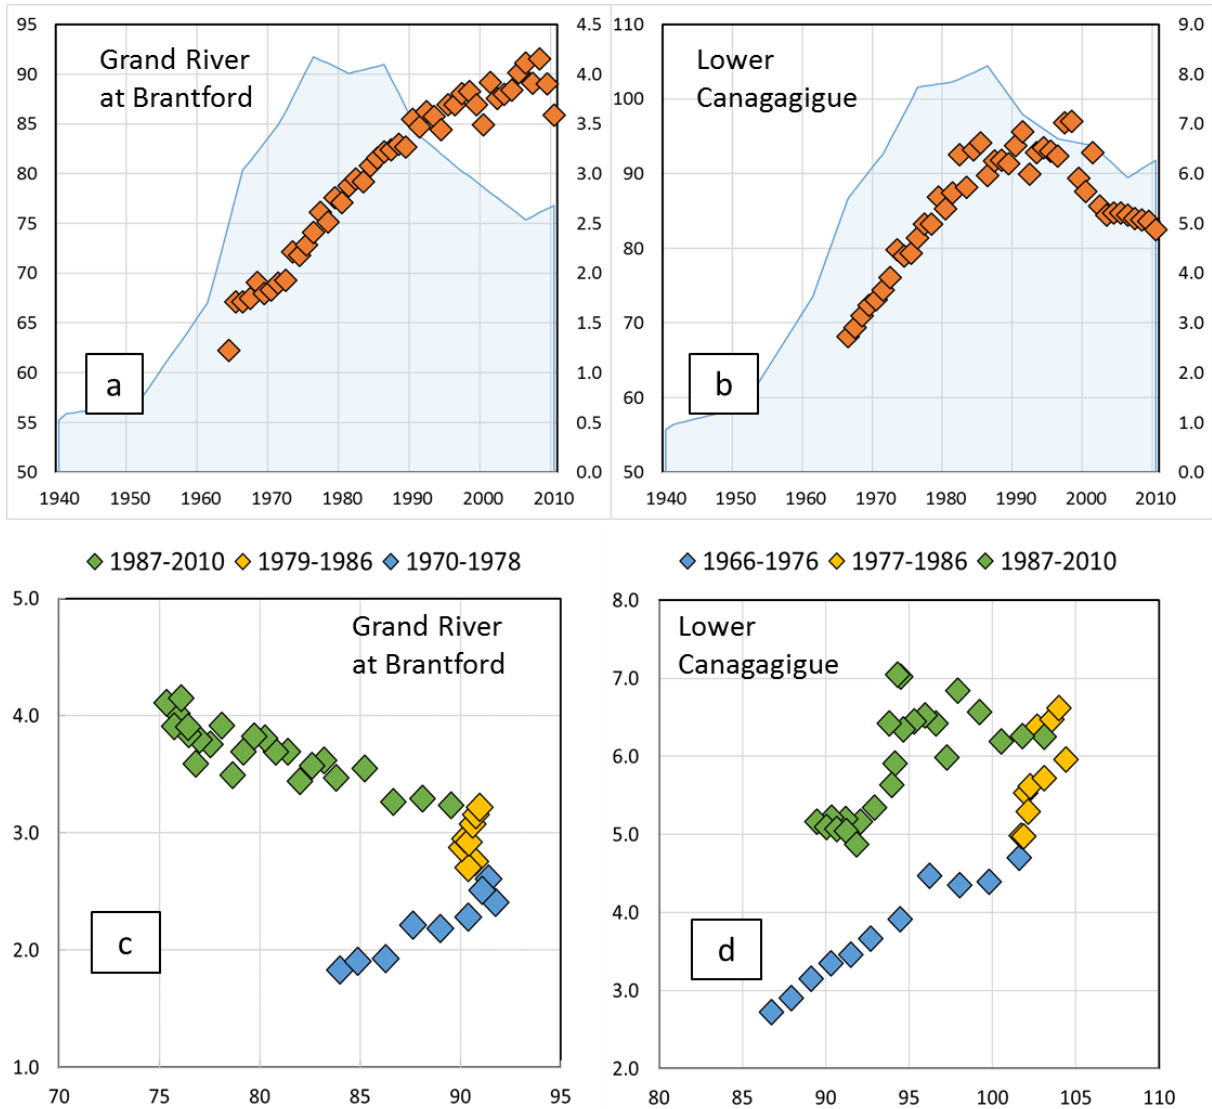 95
90
85
80
75
70
65
60
55
50
Grand River
at Brantford
a
4.5
4.0
3.5
3.0
2.5
2.0
1.5
1.0
0.5
0.0
1940 1950 1960 1970 1980 1990 2000 2010
110
100
90
80
70
60
50
Lower
Canagagigue
b
9.0
8.0
7.0
6.0
5.0
4.0
3.0
2.0
1.0
0.0
1940 1950 1960 1970 1980 1990 2000 2010
1987-2010 1979-1986 1970-1978
5.0
4.0
3.0
2.0
1.0
Grand River
at Brantford
c
70 75 80 85 90 95
1966-1976 1977-1986 1987-2010
8.0
7.0
6.0
5.0
4.0
3.0
2.0
Lower
Canagagigue
d
80 85 90 95 100 105 110